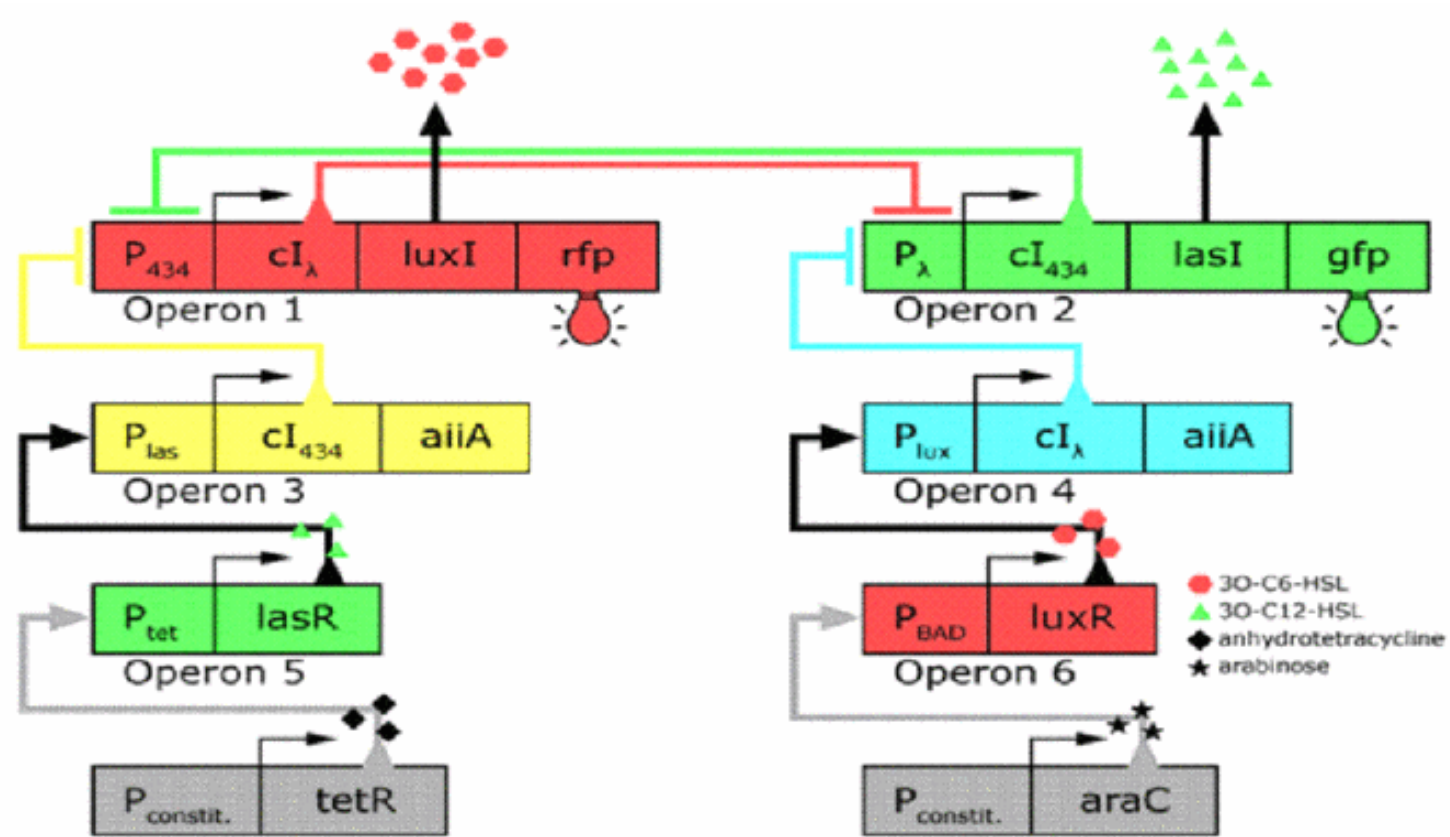 P434 cIλ luxI rfp
Operon 1
Pλ cI434 lasI gfp
Operon 2
Plas cI434 aiiA
Operon 3
Plux cIλ aiiA
Operon 4
Ptet lasR
Operon 5
PBAD luxR
Operon 6
3O-C6-HSL
3O-C12-HSL
anhydrotetracycline
arabinose
Pconstit. tetR
Pconstit. araC